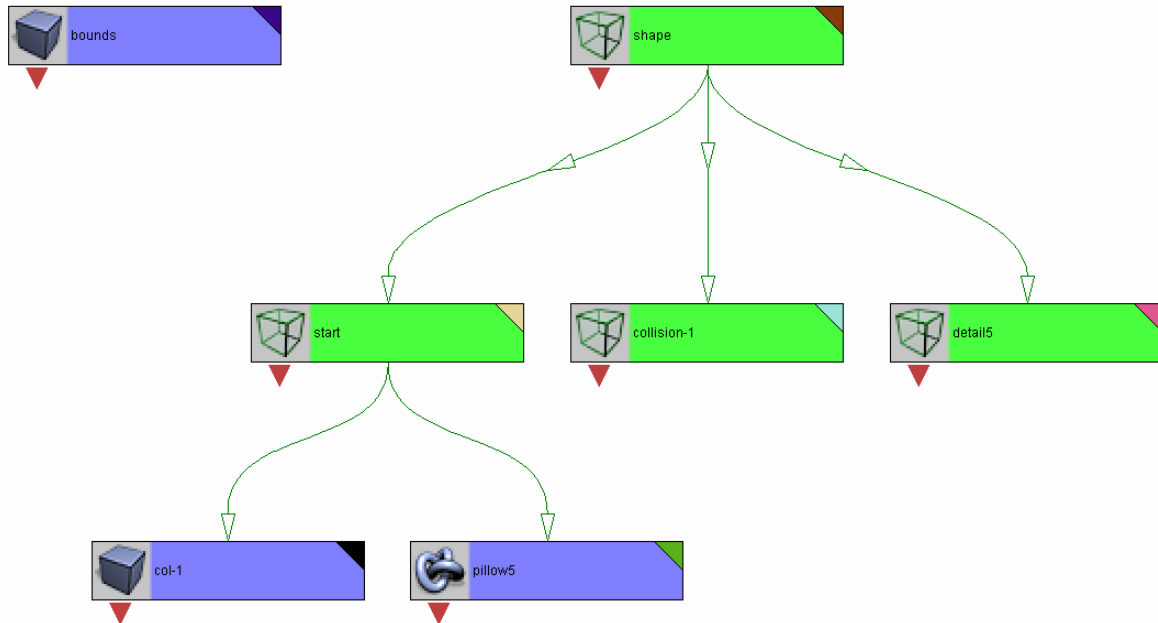 bounds
shape
start
collision-1
detail5
col-1
pillow5